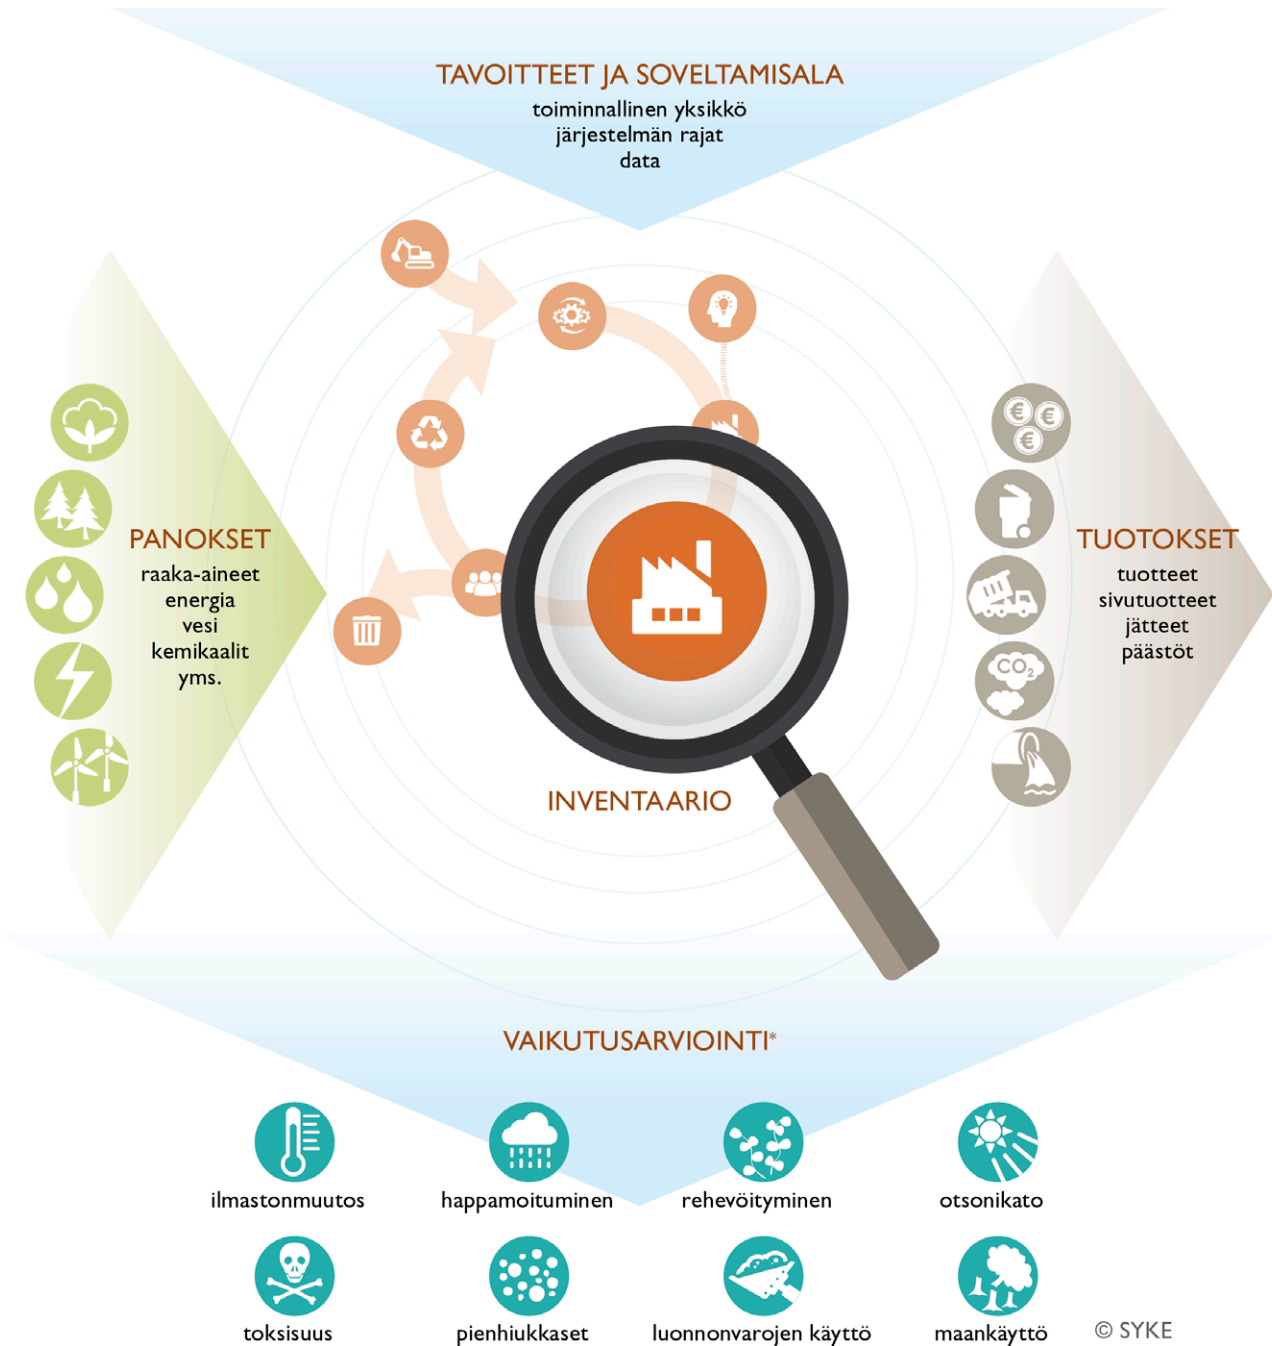 TAVOITTEET JA SOVELTAMISALA
toiminnallinen yksikkö
järjestelmän rajat
data
PANOKSET
raaka-aineet
energia
vesi
kemikaalit
yms.
€ € €
TUOTOKSET
tuotteet
sivutuotteet
jätteet
päästöt
CO₂
INVENTAARIO
VAIKUTUSARVIOINTI*
ilmastonmuutos
happamoituminen
rehevöityminen
otsonikato
toksisuus
pienhiukkaset
luonnonvarojen käyttö
maankäyttö
© SYKE